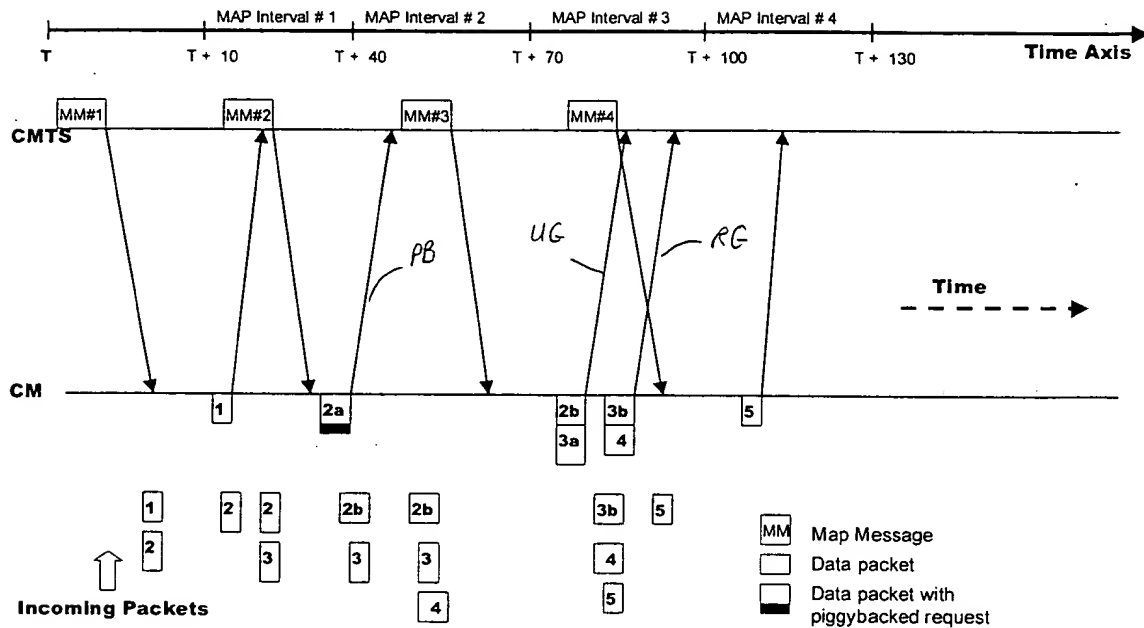 MAP Interval # 1
MAP Interval # 2
MAP Interval # 3
MAP Interval # 4
T
T + 10
T + 40
T + 70
T + 100
T + 130
Time Axis
MM#1
MM#2
MM#3
MM#4
CMTS
PB
UG
RG
Time
CM
1
2a
2b
3a
3b
4
5
1
2
2
2
3
2b
3
2b
3
4
3b
4
5
5
Incoming Packets
MM
Map Message
Data packet
Data packet with
piggybacked request